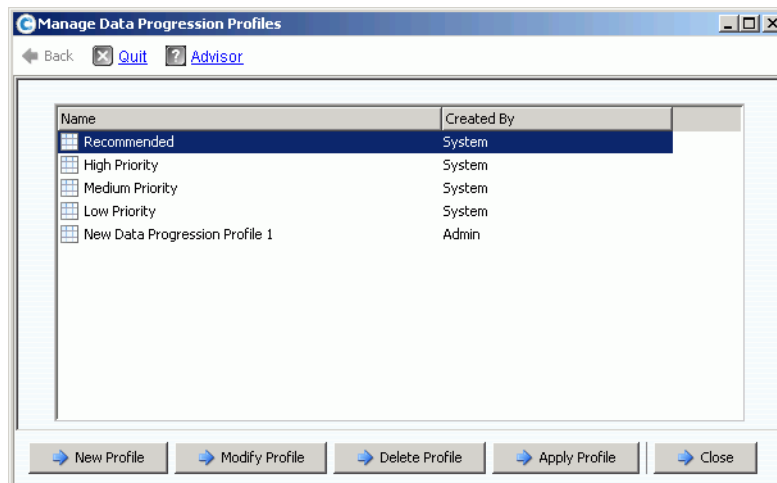 Manage Data Progression Profiles
Back Quit Advisor
Name Created By
Recommended System
High Priority System
Medium Priority System
Low Priority System
New Data Progression Profile 1 Admin
New Profile Modify Profile Delete Profile Apply Profile Close